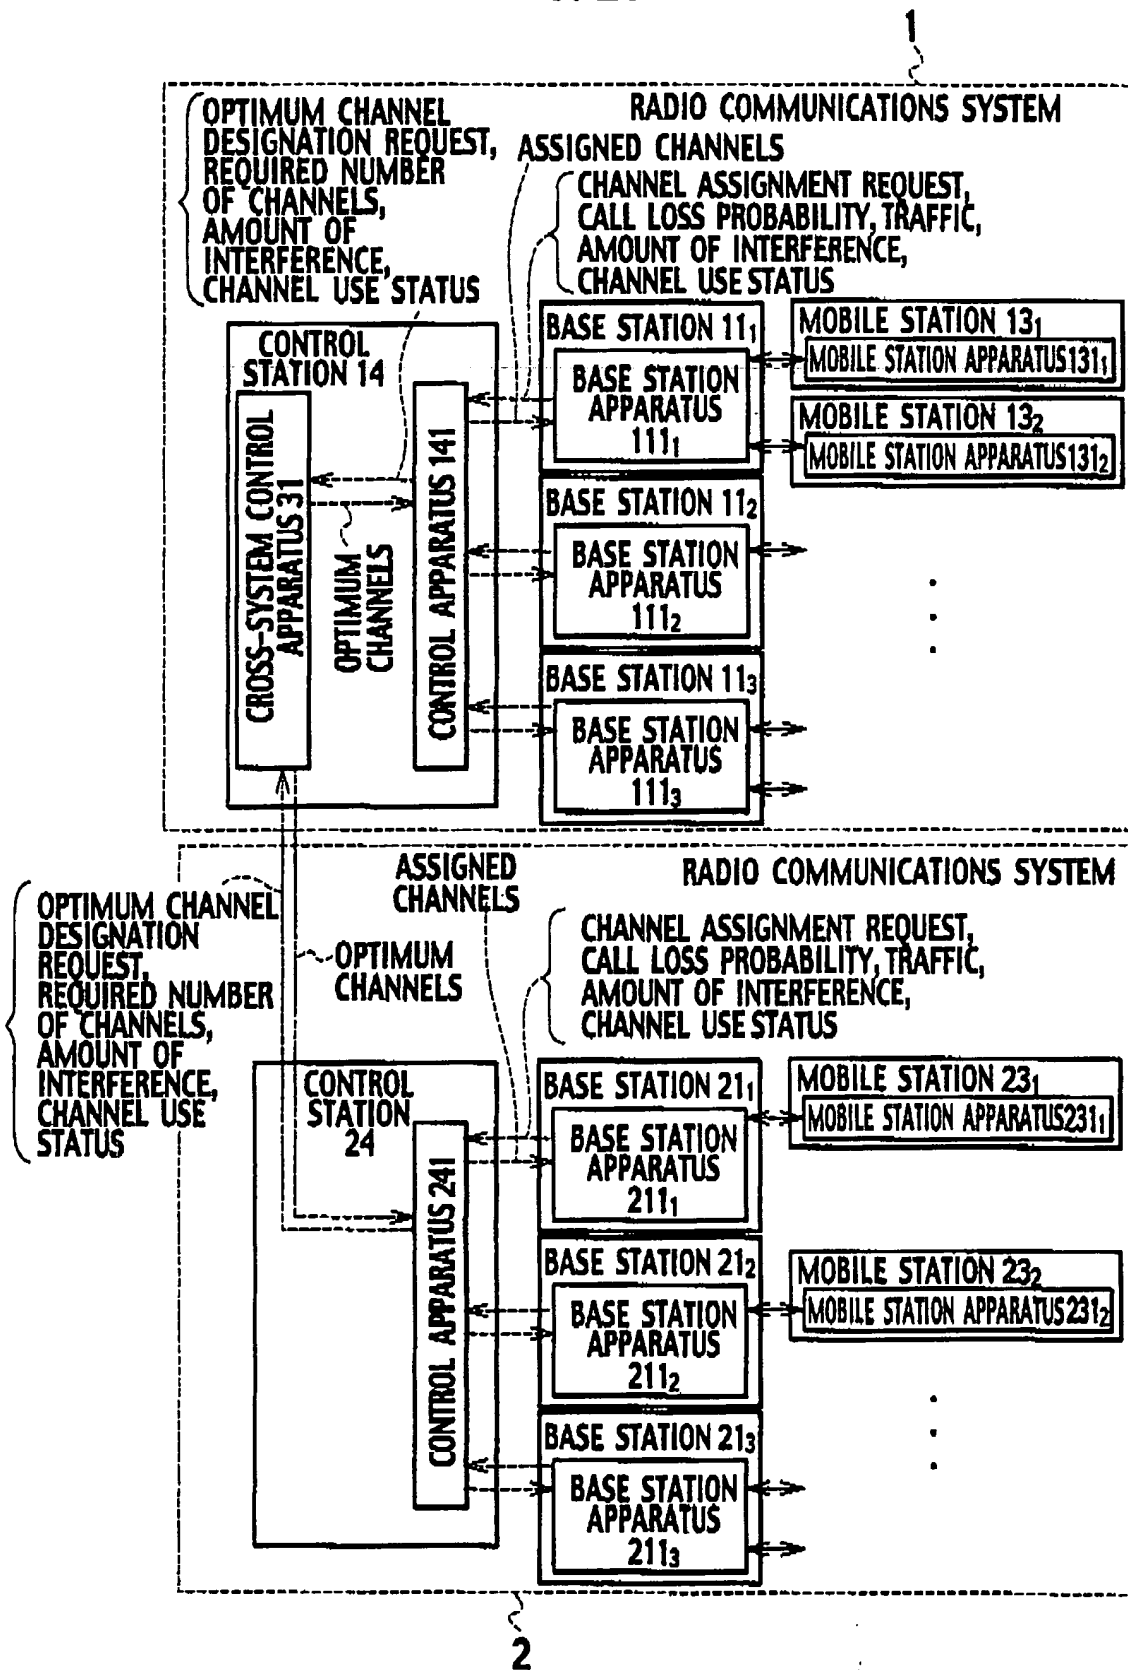 1
RADIO COMMUNICATIONS SYSTEM
OPTIMUM CHANNEL
DESIGNATION REQUEST,
REQUIRED NUMBER
OF CHANNELS,
AMOUNT OF
INTERFERENCE,
CHANNEL USE STATUS
ASSIGNED CHANNELS
CHANNEL ASSIGNMENT REQUEST,
CALL LOSS PROBABILITY, TRAFFIC,
AMOUNT OF INTERFERENCE,
CHANNEL USE STATUS
CONTROL
STATION 14
CROSS-SYSTEM CONTROL
APPARATUS 31
OPTIMUM
CHANNELS
CONTROL APPARATUS 141
BASE STATION 11₁
BASE STATION
APPARATUS
111₁
MOBILE STATION 13₁
MOBILE STATION APPARATUS131₁
MOBILE STATION 13₂
MOBILE STATION APPARATUS131₂
BASE STATION 11₂
BASE STATION
APPARATUS
111₂
BASE STATION 11₃
BASE STATION
APPARATUS
111₃
RADIO COMMUNICATIONS SYSTEM
ASSIGNED
CHANNELS
OPTIMUM CHANNEL
DESIGNATION
REQUEST,
REQUIRED NUMBER
OF CHANNELS,
AMOUNT OF
INTERFERENCE,
CHANNEL USE
STATUS
OPTIMUM
CHANNELS
CHANNEL ASSIGNMENT REQUEST,
CALL LOSS PROBABILITY, TRAFFIC,
AMOUNT OF INTERFERENCE,
CHANNEL USE STATUS
CONTROL
STATION
24
CONTROL APPARATUS 241
BASE STATION 21₁
BASE STATION
APPARATUS
211₁
MOBILE STATION 23₁
MOBILE STATION APPARATUS231₁
BASE STATION 21₂
BASE STATION
APPARATUS
211₂
MOBILE STATION 23₂
MOBILE STATION APPARATUS231₂
BASE STATION 21₃
BASE STATION
APPARATUS
211₃
2